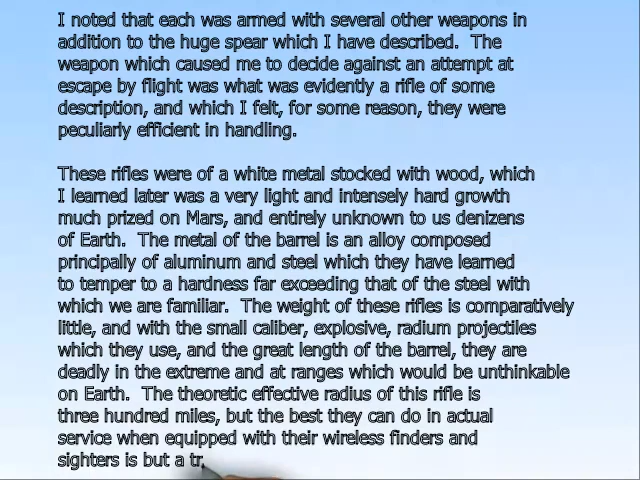 I noted that each was armed with several other weapons in
addition to the huge spear which I have described.  The
weapon which caused me to decide against an attempt at
escape by flight was what was evidently a rifle of some
description, and which I felt, for some reason, they were
peculiarly efficient in handling.

These rifles were of a white metal stocked with wood, which
I learned later was a very light and intensely hard growth
much prized on Mars, and entirely unknown to us denizens
of Earth.  The metal of the barrel is an alloy composed
principally of aluminum and steel which they have learned
to temper to a hardness far exceeding that of the steel with
which we are familiar.  The weight of these rifles is comparatively
little, and with the small caliber, explosive, radium projectiles
which they use, and the great length of the barrel, they are
deadly in the extreme and at ranges which would be unthinkable
on Earth.  The theoretic effective radius of this rifle is
three hundred miles, but the best they can do in actual
service when equipped with their wireless finders and
sighters is but a tr